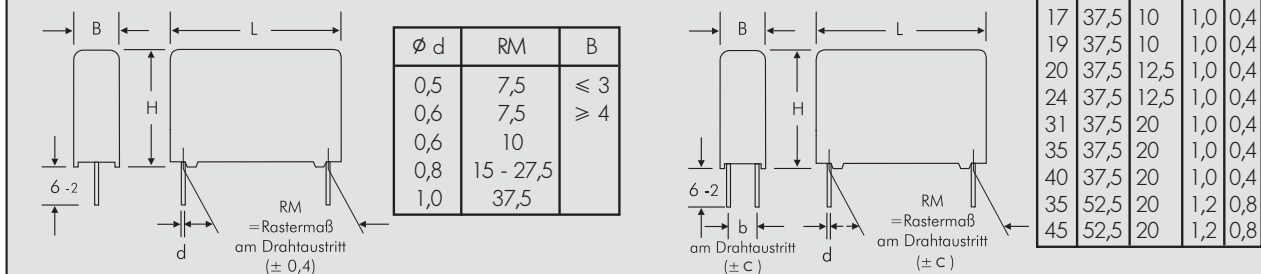 B
L
H
6 -2
d
RM
=Rastermaß
am Drahtaustritt
(± 0,4)
Ø d RM B
0,5 7,5 ≤ 3
0,6 7,5 ≥ 4
0,6 10
0,8 15 - 27,5
1,0 37,5
B
L
H
6 -2
b
am Drahtaustritt
(± C )
d
RM
=Rastermaß
am Drahtaustritt
(± C )
17 37,5 10 1,0 0,4
19 37,5 10 1,0 0,4
20 37,5 12,5 1,0 0,4
24 37,5 12,5 1,0 0,4
31 37,5 20 1,0 0,4
35 37,5 20 1,0 0,4
40 37,5 20 1,0 0,4
35 52,5 20 1,2 0,8
45 52,5 20 1,2 0,8